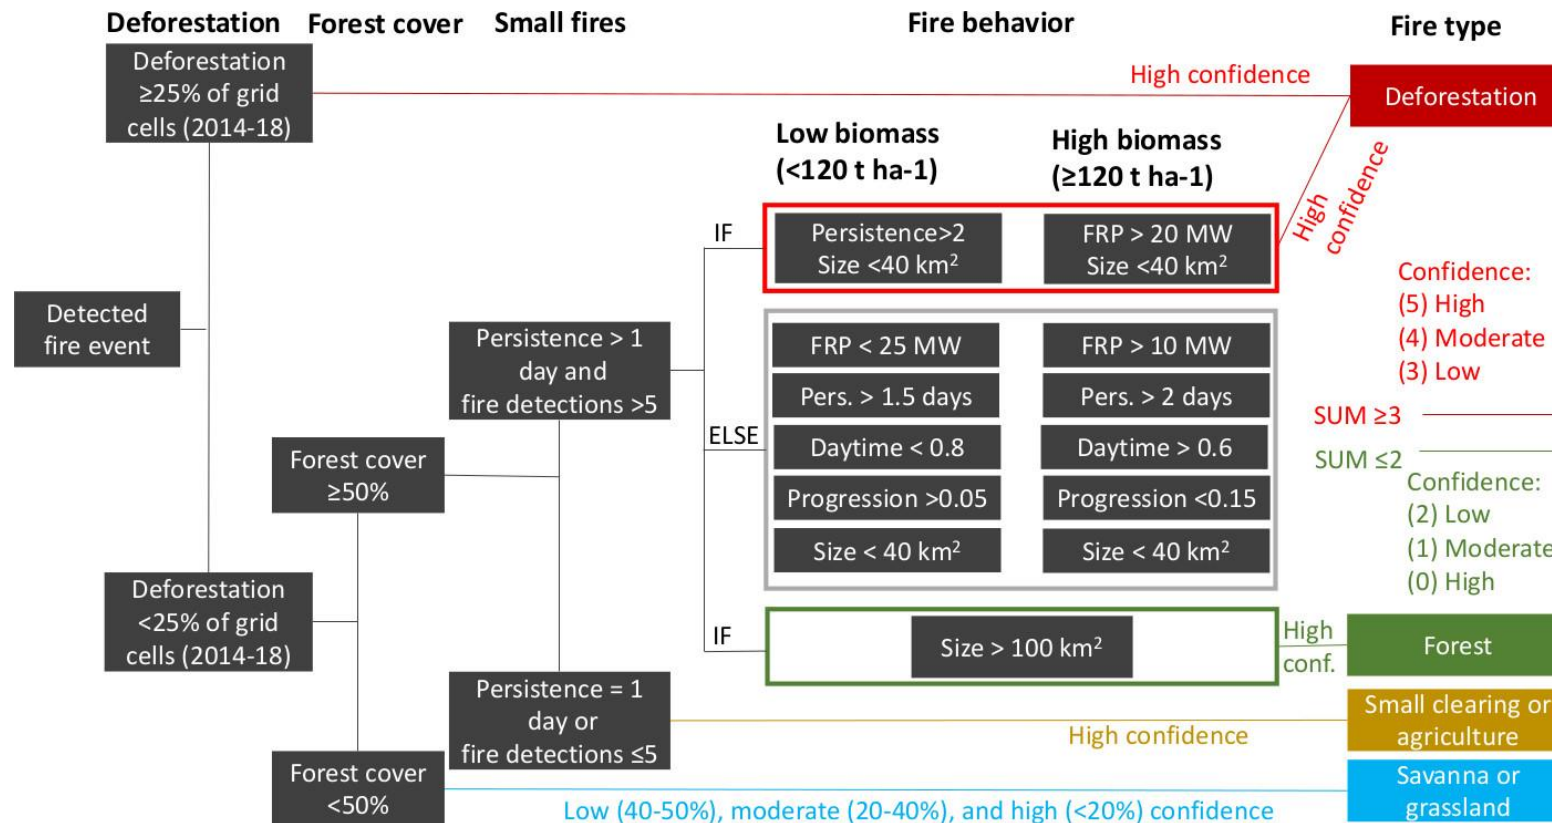 Deforestation
Forest cover
Small fires
Fire behavior
Fire type
Deforestation
≥25% of grid
cells (2014-18)
High confidence
Deforestation
Low biomass
(<120 t ha-1)
High biomass
(≥120 t ha-1)
High
confidence
IF
Persistence>2
Size <40 km²
FRP > 20 MW
Size <40 km²
Confidence:
(5) High
(4) Moderate
(3) Low
Detected
fire event
Persistence > 1
day and
fire detections >5
ELSE
FRP < 25 MW
FRP > 10 MW
Pers. > 1.5 days
Pers. > 2 days
Daytime < 0.8
Daytime > 0.6
Progression >0.05
Progression <0.15
Size < 40 km²
Size < 40 km²
SUM ≥3
SUM ≤2
Confidence:
(2) Low
(1) Moderate
(0) High
Forest cover
≥50%
Deforestation
<25% of grid
cells (2014-18)
IF
Size > 100 km²
High
conf.
Forest
Persistence = 1
day or
fire detections ≤5
High confidence
Small clearing or
agriculture
Forest cover
<50%
Low (40-50%), moderate (20-40%), and high (<20%) confidence
Savanna or
grassland